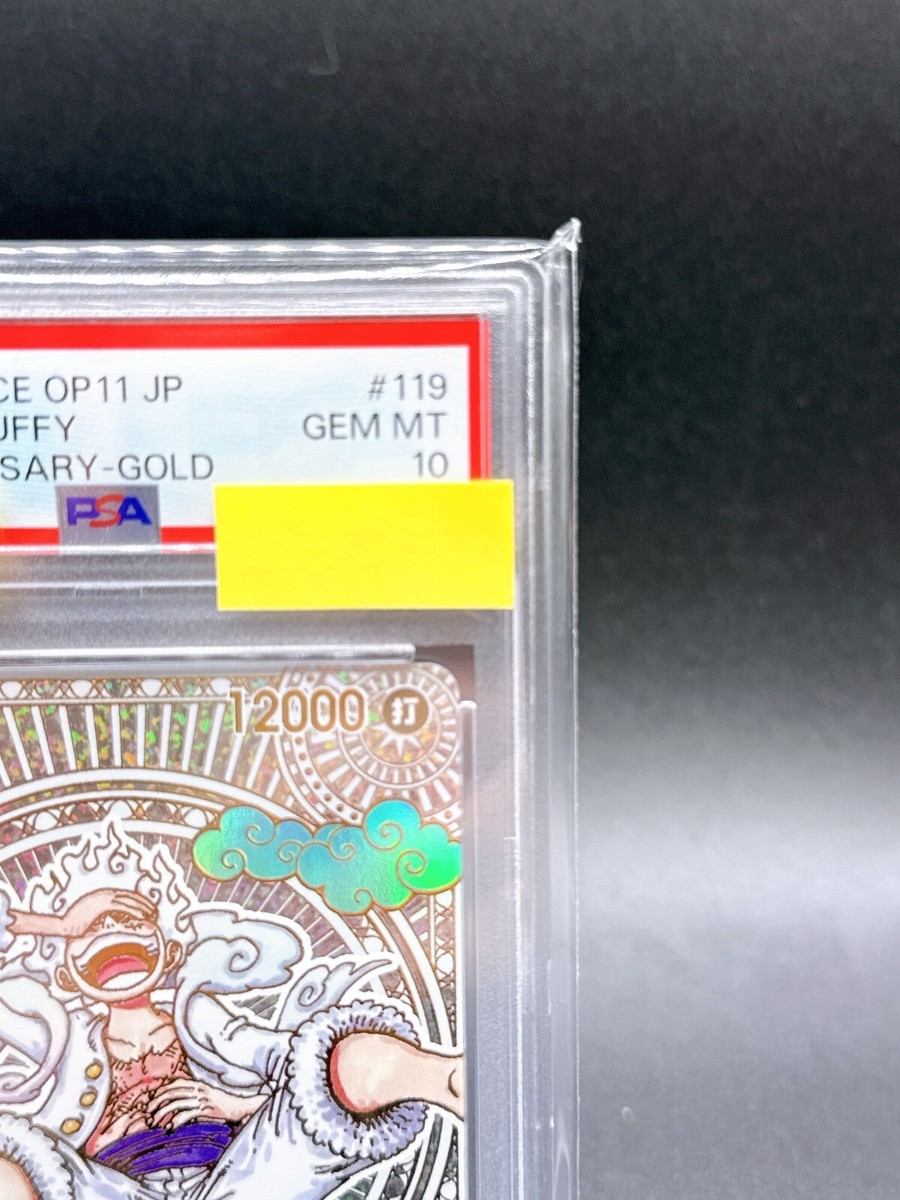 CE OP11 JP #119
UFFY GEM MT
SARY-GOLD 10
PSA
12000 打